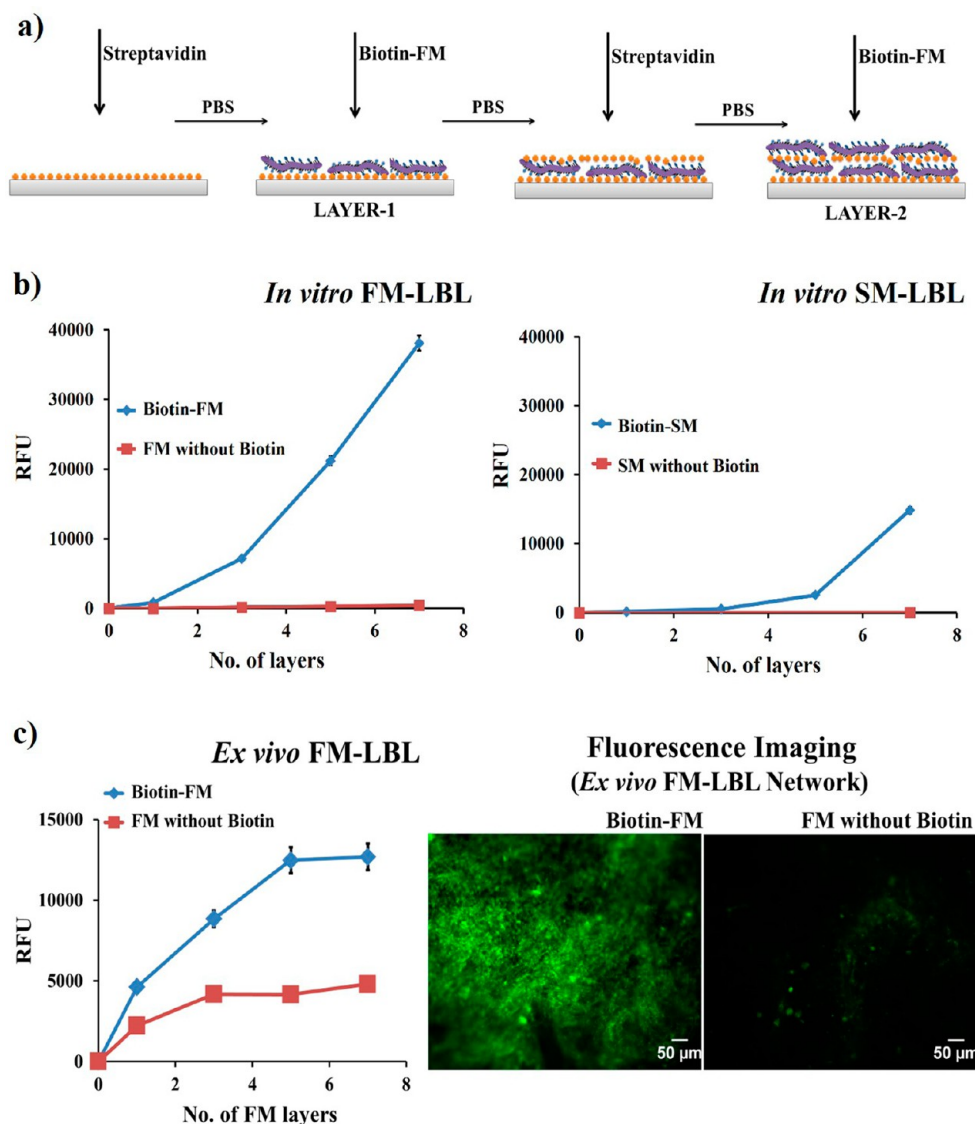 a)
Streptavidin
Biotin-FM
Streptavidin
Biotin-FM
PBS
PBS
PBS
LAYER-1
LAYER-2
b)
In vitro FM-LBL
40000
30000
20000
10000
0
RFU
Biotin-FM
FM without Biotin
0 2 4 6 8
No. of layers
In vitro SM-LBL
40000
30000
20000
10000
0
RFU
Biotin-SM
SM without Biotin
0 2 4 6 8
No. of layers
c)
Ex vivo FM-LBL
Biotin-FM
FM without Biotin
15000
10000
5000
0
RFU
0 2 4 6 8
No. of FM layers
Fluorescence Imaging
(Ex vivo FM-LBL Network)
Biotin-FM
FM without Biotin
50 µm
50 µm